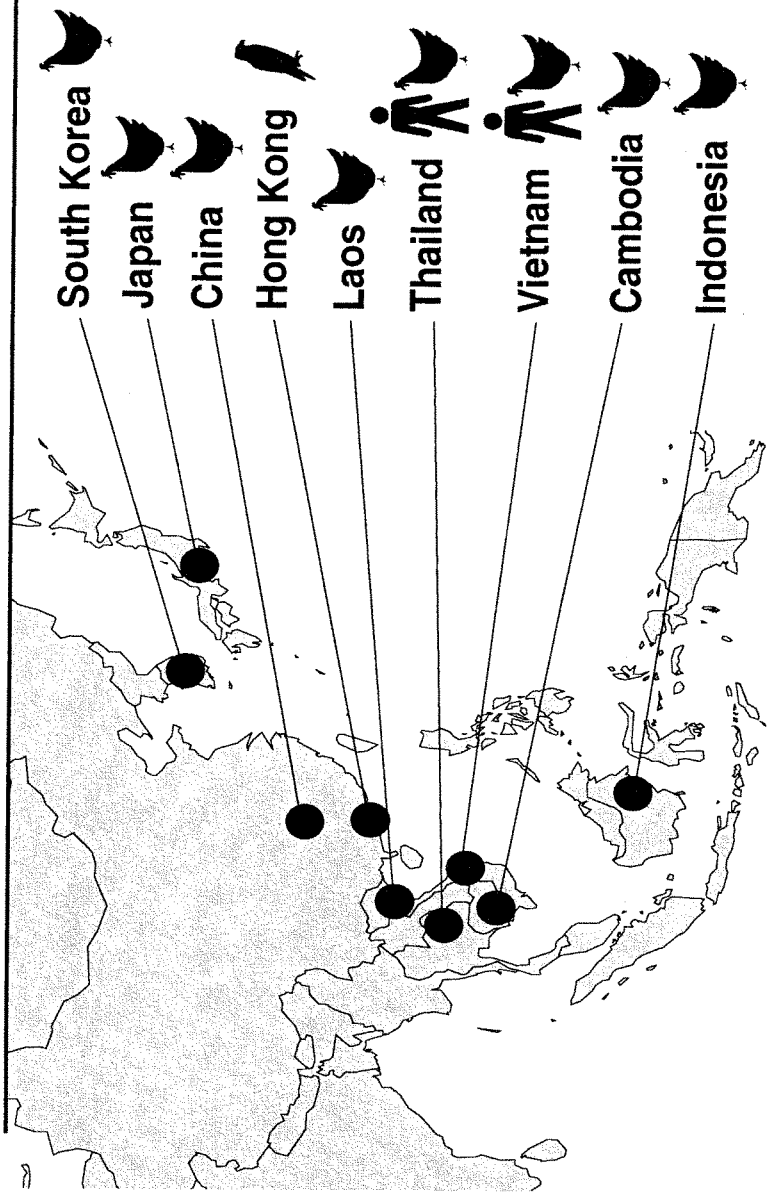 South Korea
Japan
China
Hong Kong
Laos
Thailand
Vietnam
Cambodia
Indonesia